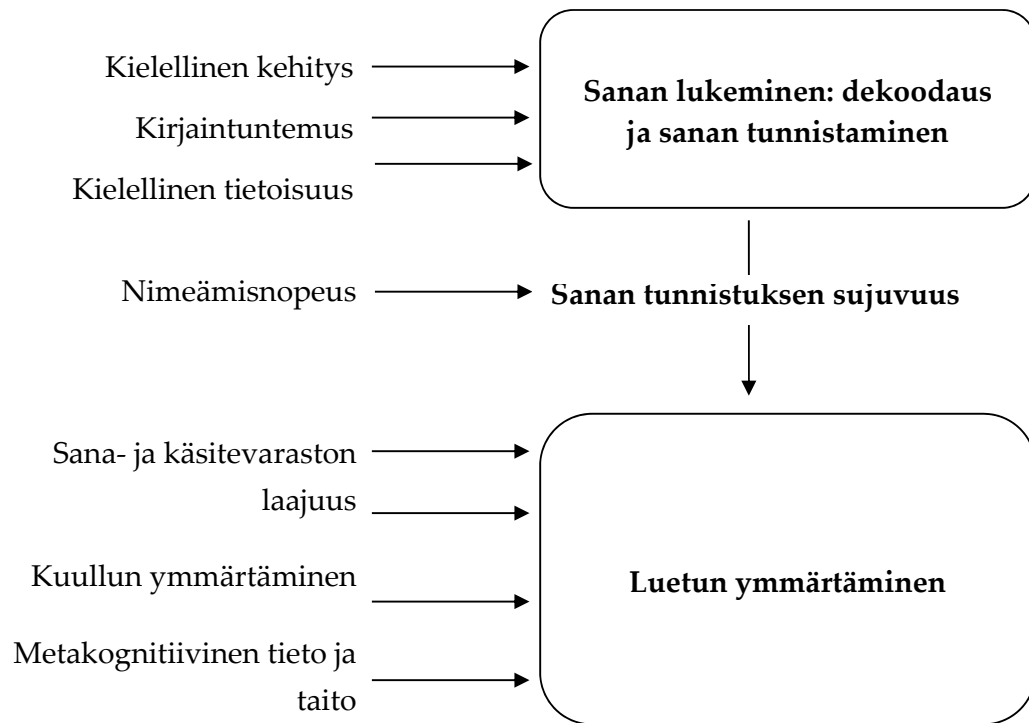 Kielellinen kehitys
Kirjaintuntemus
Kielellinen tietoisuus
Sanan lukeminen: dekoodaus
ja sanan tunnistaminen
Nimeämisnopeus
Sanan tunnistuksen sujuvuus
Sana- ja käsitevaraston
laajuus
Kuullun ymmärtäminen
Metakognitiivinen tieto ja
taito
Luetun ymmärtäminen